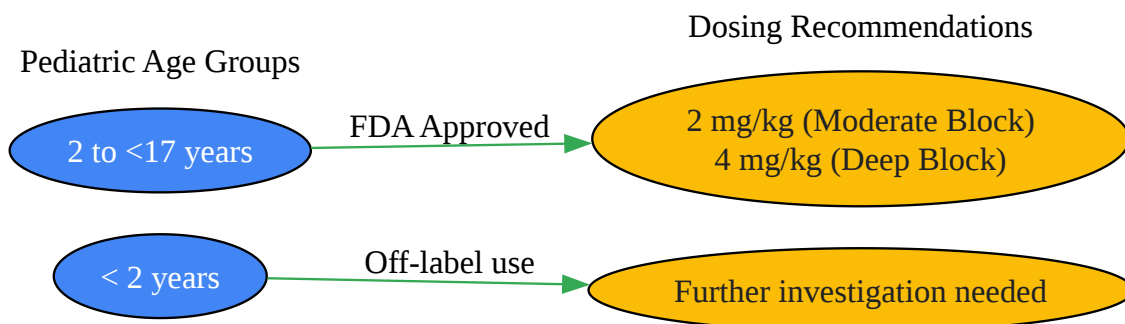 Dosing Recommendations
Pediatric Age Groups
2 to <17 years
FDA Approved
2 mg/kg (Moderate Block)
4 mg/kg (Deep Block)
< 2 years
Off-label use
Further investigation needed